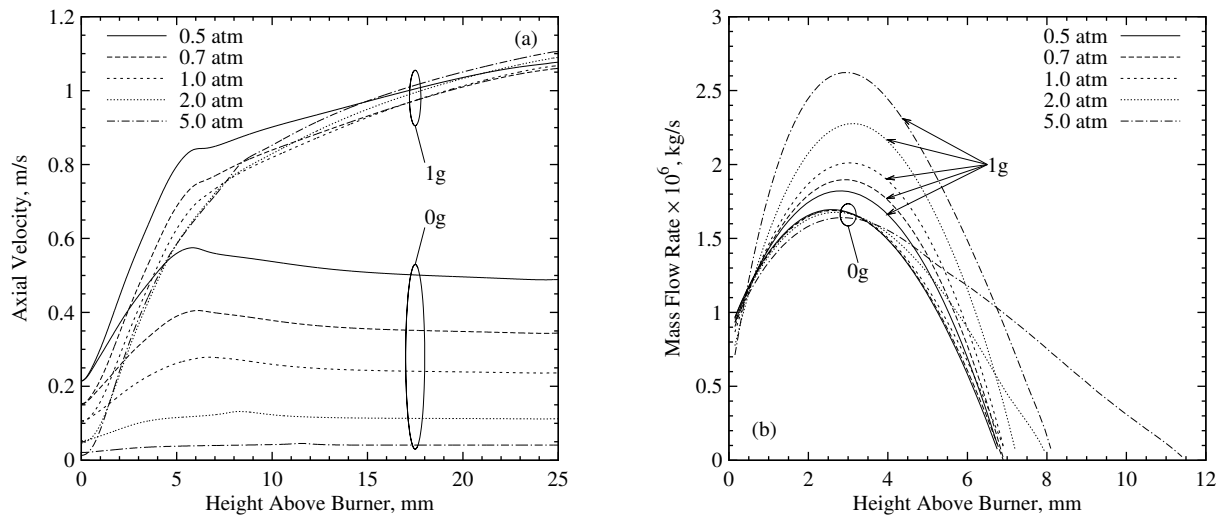 1.2
1
0.8
0.6
0.4
0.2
0
0 5 10 15 20 25
Axial Velocity, m/s
Height Above Burner, mm
0.5 atm
0.7 atm
1.0 atm
2.0 atm
5.0 atm
(a)
1g
0g
3
2.5
2
1.5
1
0.5
0
0 2 4 6 8 10 12
Mass Flow Rate × 10⁶, kg/s
Height Above Burner, mm
0.5 atm
0.7 atm
1.0 atm
2.0 atm
5.0 atm
1g
0g
(b)